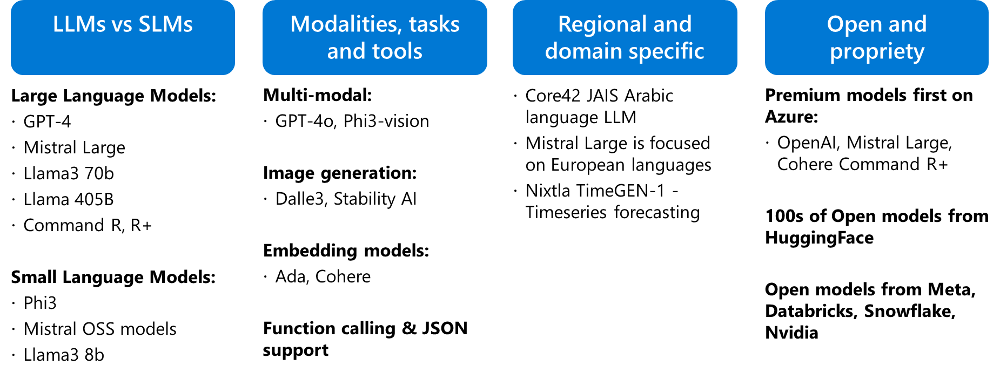 LLMs vs SLMs
Large Language Models:
· GPT-4
· Mistral Large
· Llama3 70b
· Llama 405B
· Command R, R+
Small Language Models:
· Phi3
· Mistral OSS models
· Llama3 8b
Modalities, tasks
and tools
Multi-modal:
· GPT-4o, Phi3-vision
Image generation:
· Dalle3, Stability AI
Embedding models:
· Ada, Cohere
Function calling & JSON
support
Regional and
domain specific
· Core42 JAIS Arabic
language LLM
· Mistral Large is focused
on European languages
· Nixtla TimeGEN-1 -
Timeseries forecasting
Open and
propriety
Premium models first on
Azure:
· OpenAI, Mistral Large,
Cohere Command R+
100s of Open models from
HuggingFace
Open models from Meta,
Databricks, Snowflake,
Nvidia